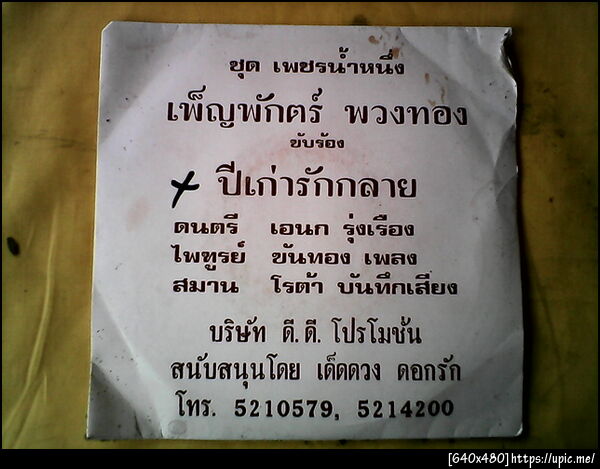 ชุด เพชรน้ำหนึ่ง
เพ็ญพักตร์ พวงทอง
ขับร้อง
+ ปีเก่ารักกลาย
ดนตรี เอนก รุ่งเรือง
ไพฑูรย์ ขันทอง เพลง
สมาน โรต้า บันทึกเสียง
บริษัท ดี.ดี. โปรโมชั่น
สนับสนุนโดย เด็ดดวง ดอกรัก
โทร. 5210579, 5214200
[640x480]https://upic.me/